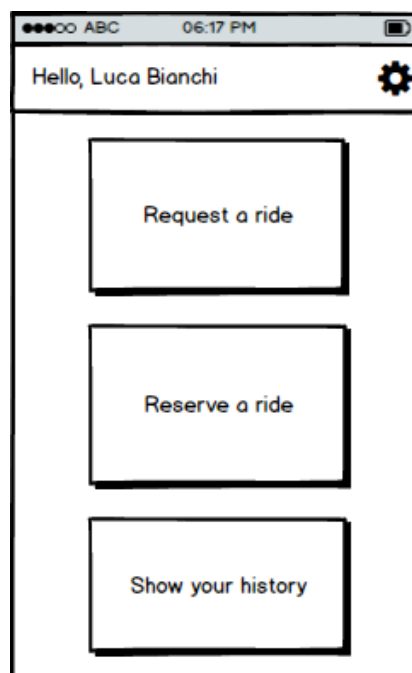 ABC 06:17 PM
Hello, Luca Bianchi
Request a ride
Reserve a ride
Show your history